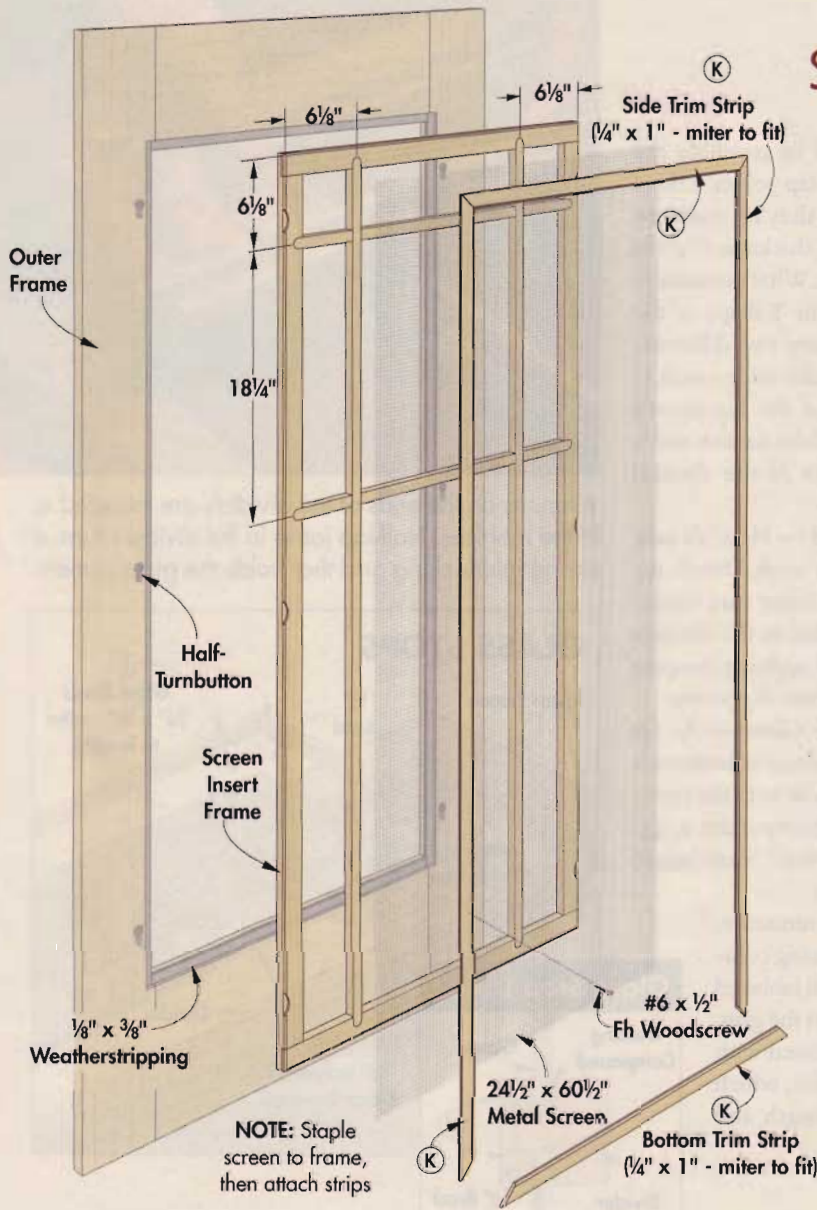 K
S
Side Trim Strip
(¼" x 1" - miter to fit)
6⅛"
6⅛"
6⅛"
K
Outer
Frame
18¼"
Half-
Turnbutton
Screen
Insert
Frame
⅛" x ⅜"
Weatherstripping
#6 x ½"
Fh Woodscrew
24½" x 60½"
Metal Screen
NOTE: Staple
screen to frame,
then attach strips
K
K
Bottom Trim Strip
(¼" x 1" - miter to fit)